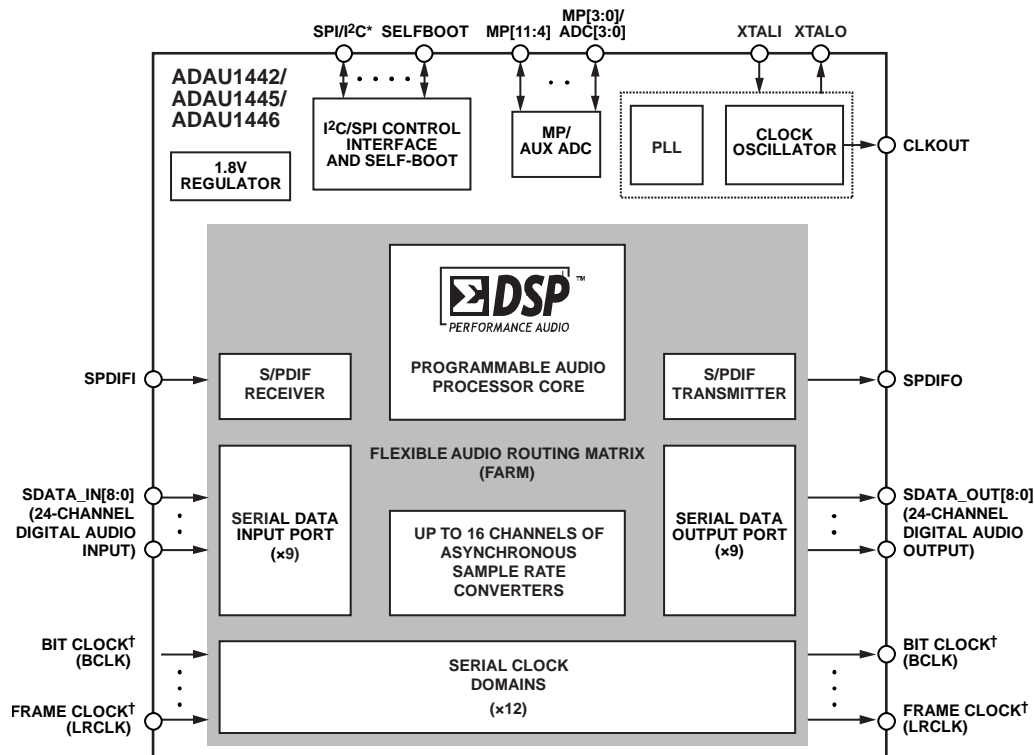 SPI/I²C* SELFBOOT MP[11:4] MP[3:0]/
ADC[3:0] XTALI XTALO
ADAU1442/
ADAU1445/
ADAU1446
1.8V
REGULATOR
I²C/SPI CONTROL
INTERFACE
AND SELF-BOOT
MP/
AUX ADC
PLL
CLOCK
OSCILLATOR
CLKOUT
ΣDSP™
PERFORMANCE AUDIO
PROGRAMMABLE AUDIO
PROCESSOR CORE
SPDIFI
S/PDIF
RECEIVER
S/PDIF
TRANSMITTER
SPDIFO
FLEXIBLE AUDIO ROUTING MATRIX
(FARM)
SDATA_IN[8:0]
(24-CHANNEL
DIGITAL AUDIO
INPUT)
SERIAL DATA
INPUT PORT
(×9)
UP TO 16 CHANNELS OF
ASYNCHRONOUS
SAMPLE RATE
CONVERTERS
SERIAL DATA
OUTPUT PORT
(×9)
SDATA_OUT[8:0]
(24-CHANNEL
DIGITAL AUDIO
OUTPUT)
BIT CLOCK†
(BCLK)
FRAME CLOCK†
(LRCLK)
SERIAL CLOCK
DOMAINS
(×12)
BIT CLOCK†
(BCLK)
FRAME CLOCK†
(LRCLK)